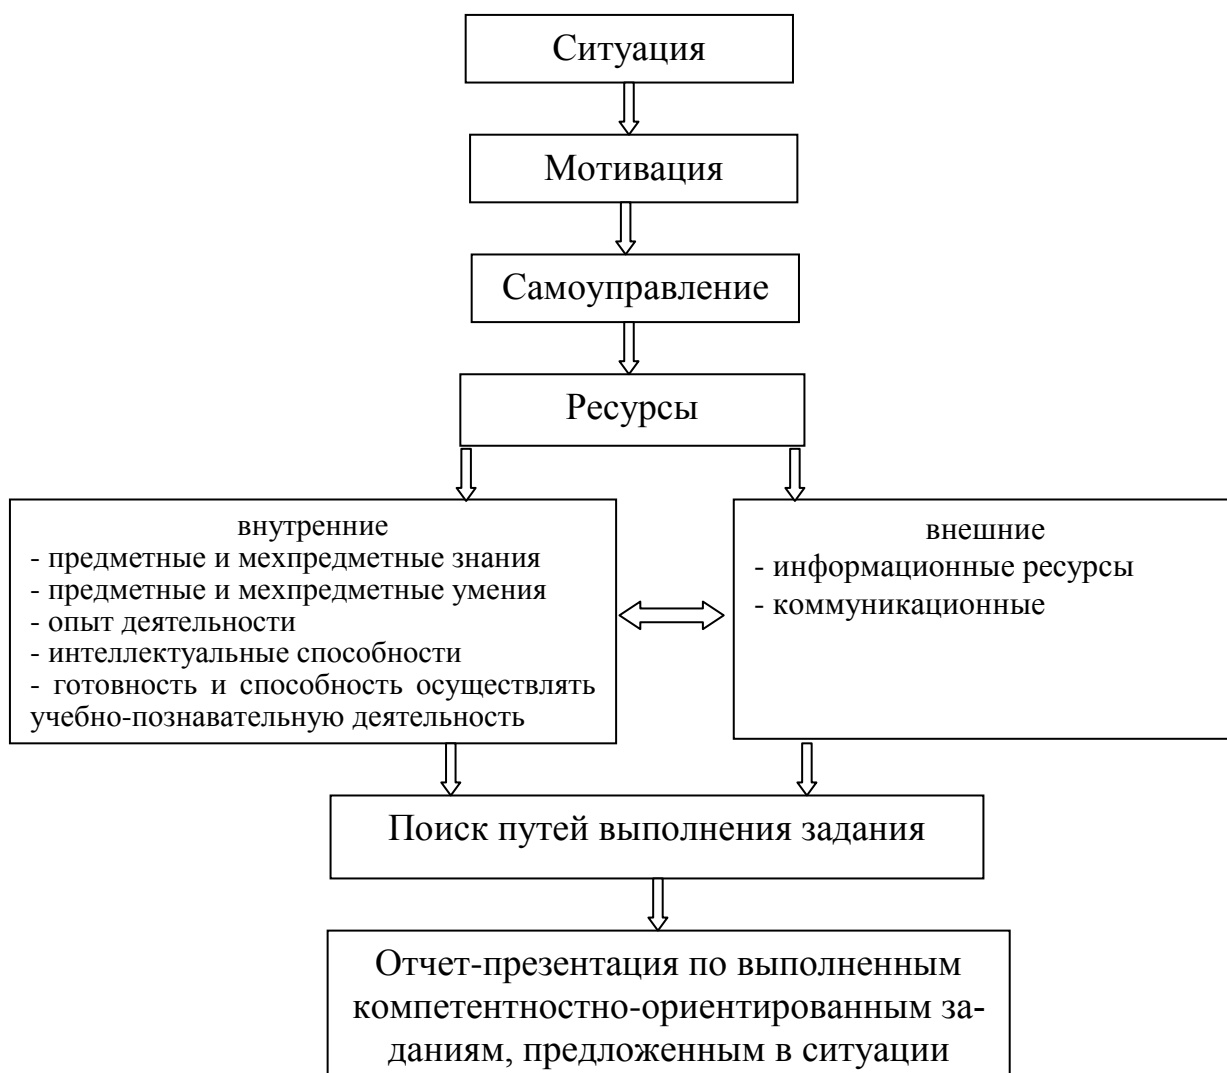 Ситуация
Мотивация
Самоуправление
Ресурсы
внутренние
- предметные и мехпредметные знания
- предметные и мехпредметные умения
- опыт деятельности
- интеллектуальные способности
- готовность и способность осуществлять
учебно-познавательную деятельность
внешние
- информационные ресурсы
- коммуникационные
Поиск путей выполнения задания
Отчет-презентация по выполненным
компетентностно-ориентированным за-
даниям, предложенным в ситуации